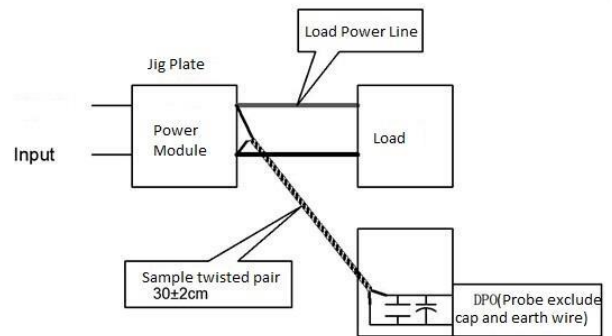 Load Power Line
Jig Plate
Input
Power
Module
Load
Sample twisted pair
30±2cm
DPO(Probe exclude
cap and earth wire)